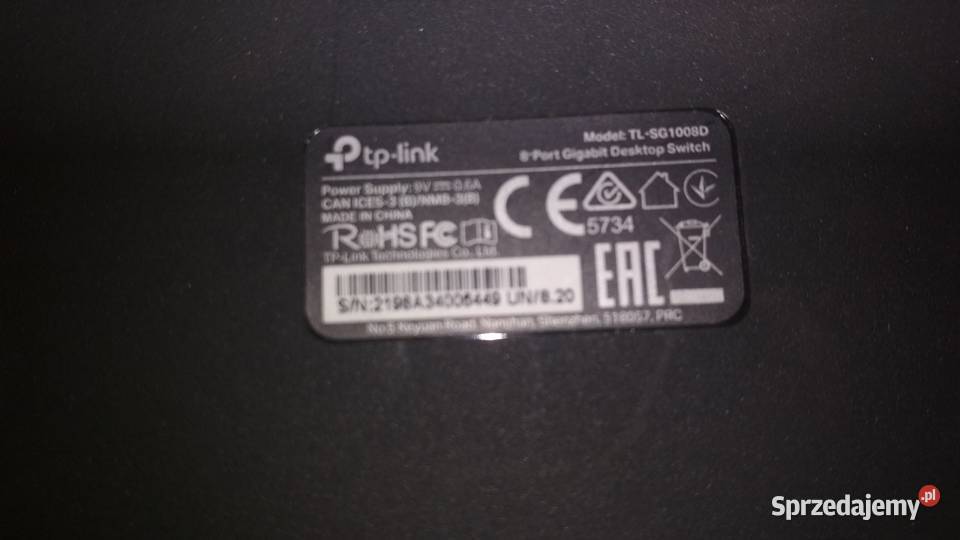 tp-link
Model: TL-SG1008D
8-Port Gigabit Desktop Switch
Power Supply: 9V 0.6A
CAN ICES-3 (B)/NMB-3(B)
MADE IN CHINA
RoHS FC CE 5734
TP-Link Technologies Co., Ltd.
EAC
S/N:2198A34006449 UN/8.20
No.5 Keyuan Road, Nanshan, Shenzhen, 518057, PRC
Sprzedajemy.pl